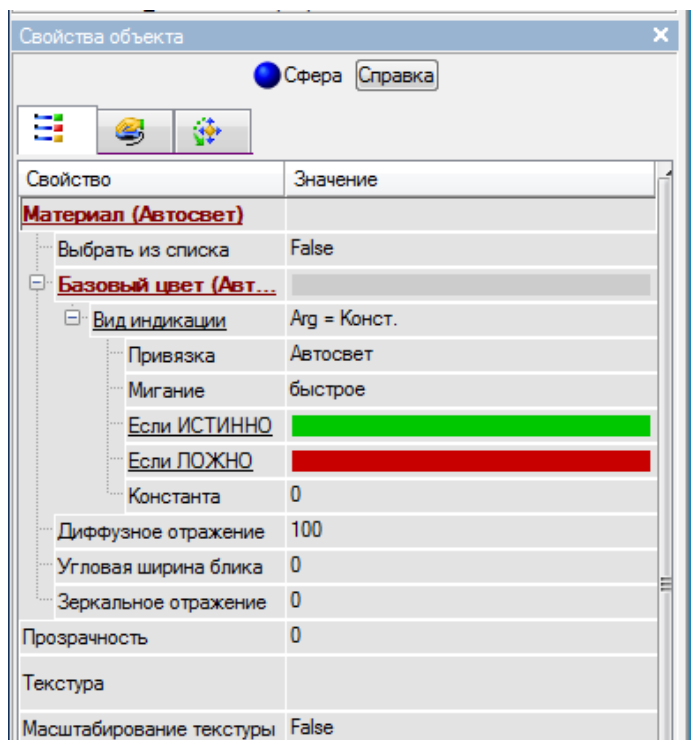 Свойства объекта
Сфера Справка
Свойство Значение
Материал (Автосвет)
Выбрать из списка False
Базовый цвет (Авт...
Вид индикации Arg = Конст.
Привязка Автосвет
Мигание быстрое
Если ИСТИННО
Если ЛОЖНО
Константа 0
Диффузное отражение 100
Угловая ширина блика 0
Зеркальное отражение 0
Прозрачность 0
Текстура
Масштабирование текстуры False